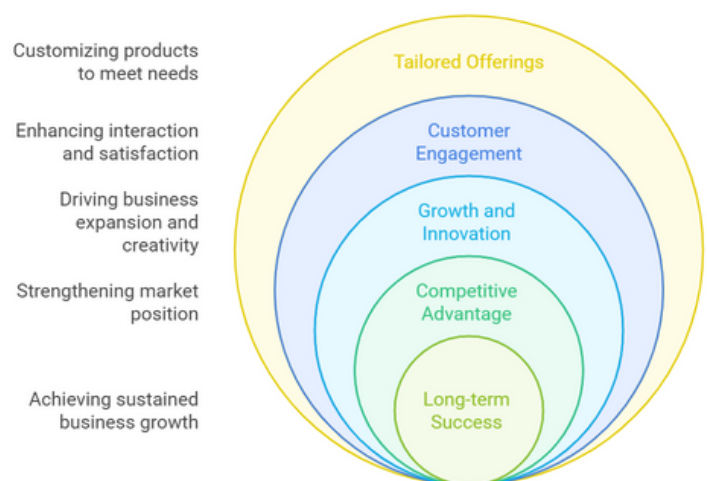 Customizing products
to meet needs
Tailored Offerings
Enhancing interaction
and satisfaction
Customer
Engagement
Driving business
expansion and
creativity
Growth and
Innovation
Strengthening market
position
Competitive
Advantage
Achieving sustained
business growth
Long-term
Success